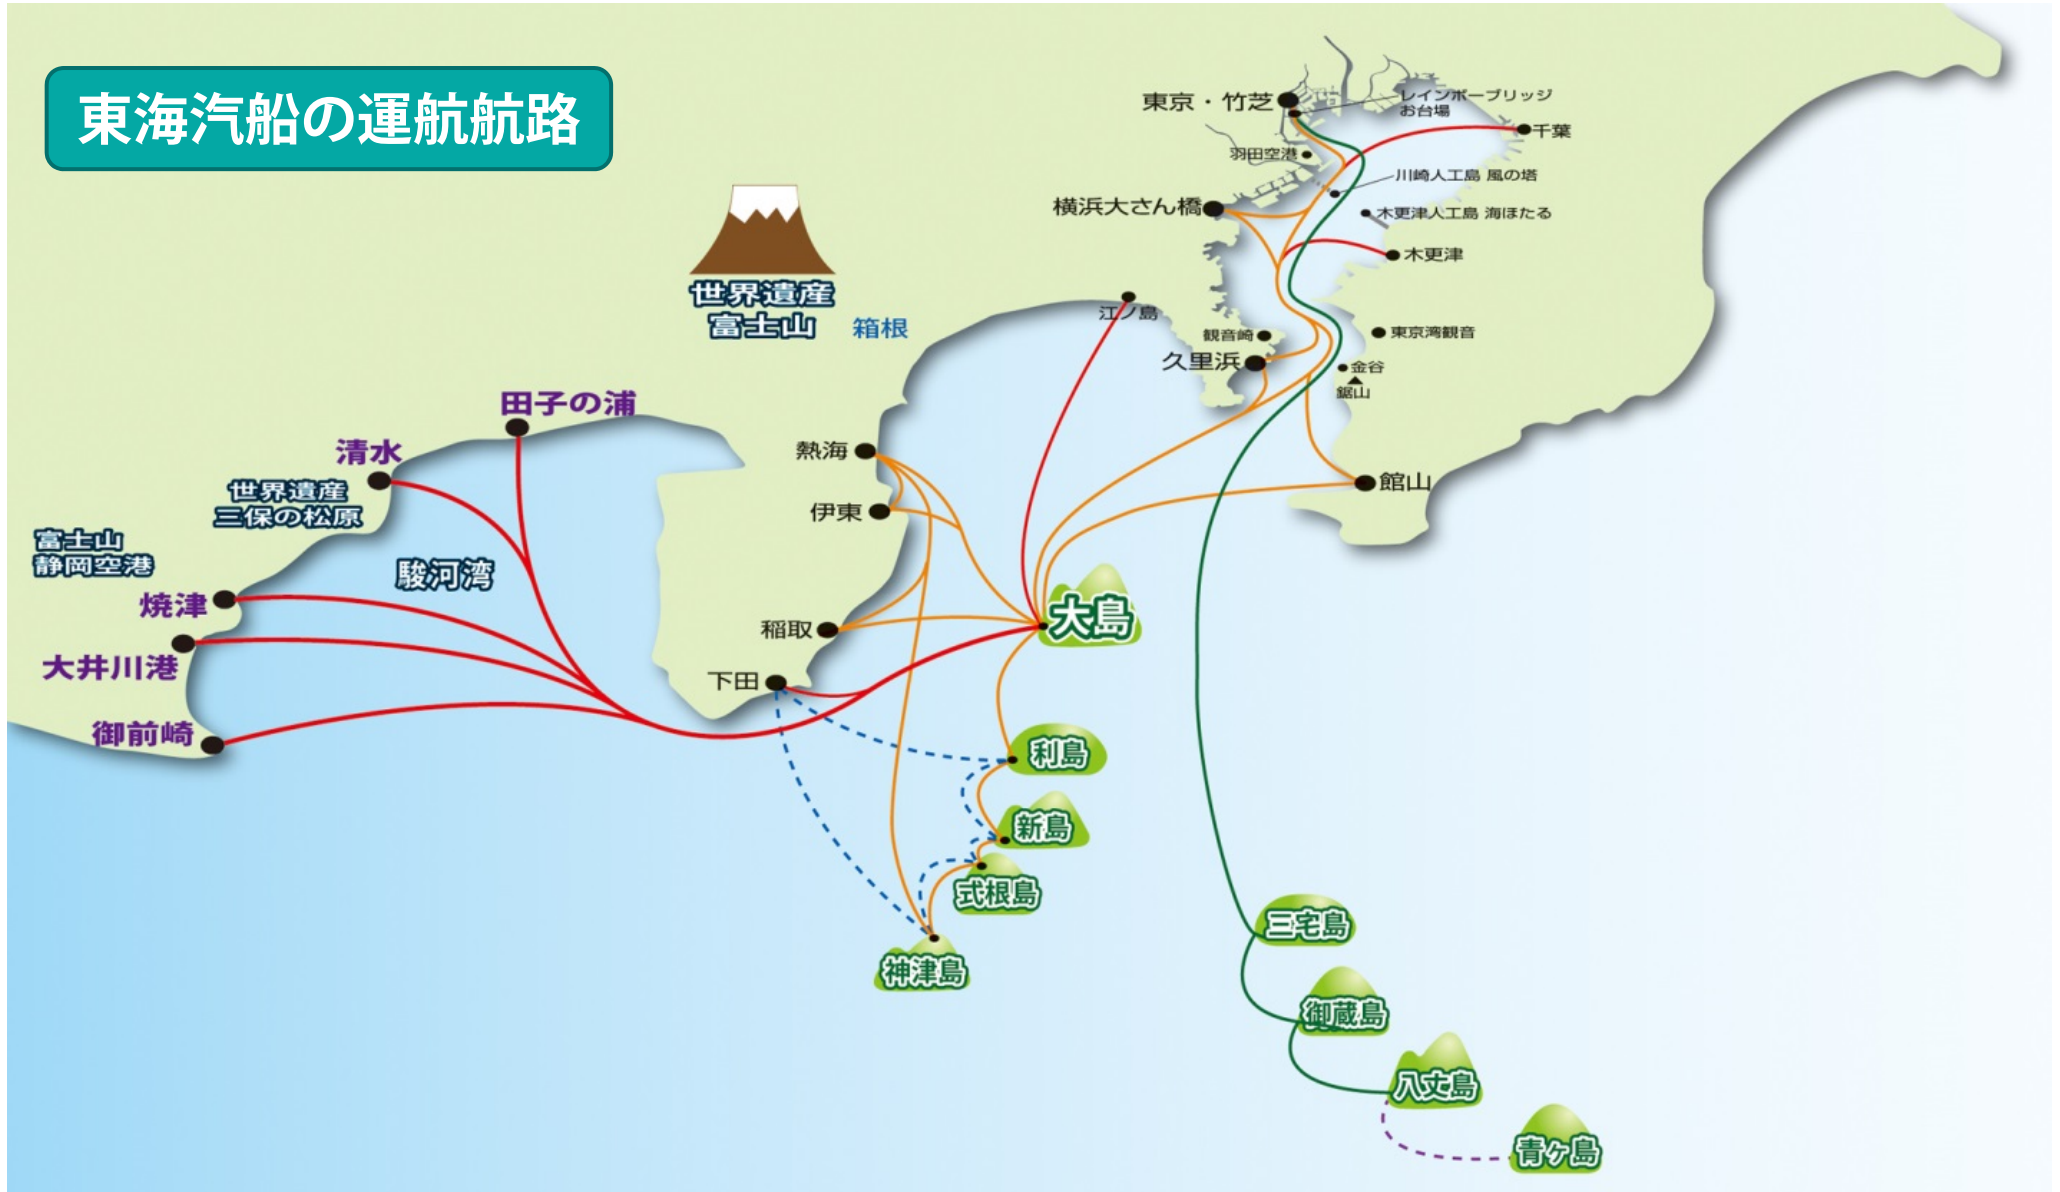 東海汽船の運航航路
東京・竹芝
レインボーブリッジ
お台場
千葉
羽田空港
川崎人工島 風の塔
横浜大さん橋
木更津人工島 海ほたる
木更津
世界遺産
富士山
箱根
江ノ島
観音崎
東京湾観音
久里浜
金谷
鋸山
田子の浦
清水
熱海
世界遺産
三保の松原
館山
伊東
富士山
静岡空港
駿河湾
焼津
大島
稲取
大井川港
下田
御前崎
利島
新島
式根島
三宅島
神津島
御蔵島
八丈島
青ヶ島